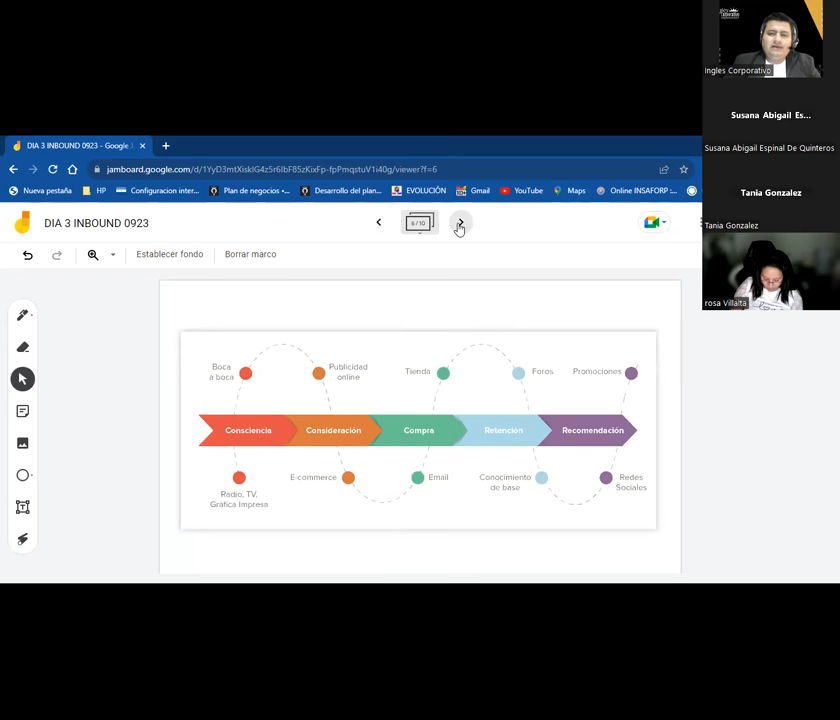 DIA 3 INBOUND 0923 - Google J
jamboard.google.com/d/1YyD3mtXiskIG4z5r6IbF85zKixFp-fpPmqstuV1i40g/viewer?f=6
Nueva pestaña
HP
Configuracion inter...
Plan de negocios •...
Desarrollo del plan...
EVOLUCIÓN
Gmail
YouTube
Maps
Online INSAFORP |...
DIA 3 INBOUND 0923
6 / 10
Establecer fondo
Borrar marco
Boca
a boca
Publicidad
online
Tienda
Foros
Promociones
Consciencia
Consideración
Compra
Retención
Recomendación
Radio, TV,
Gráfica Impresa
E-commerce
Email
Conocimiento
de base
Redes
Sociales
Ingles Corporativo
Susana Abigail Es...
Susana Abigail Espinal De Quinteros
Tania Gonzalez
Tania Gonzalez
rosa Villalta